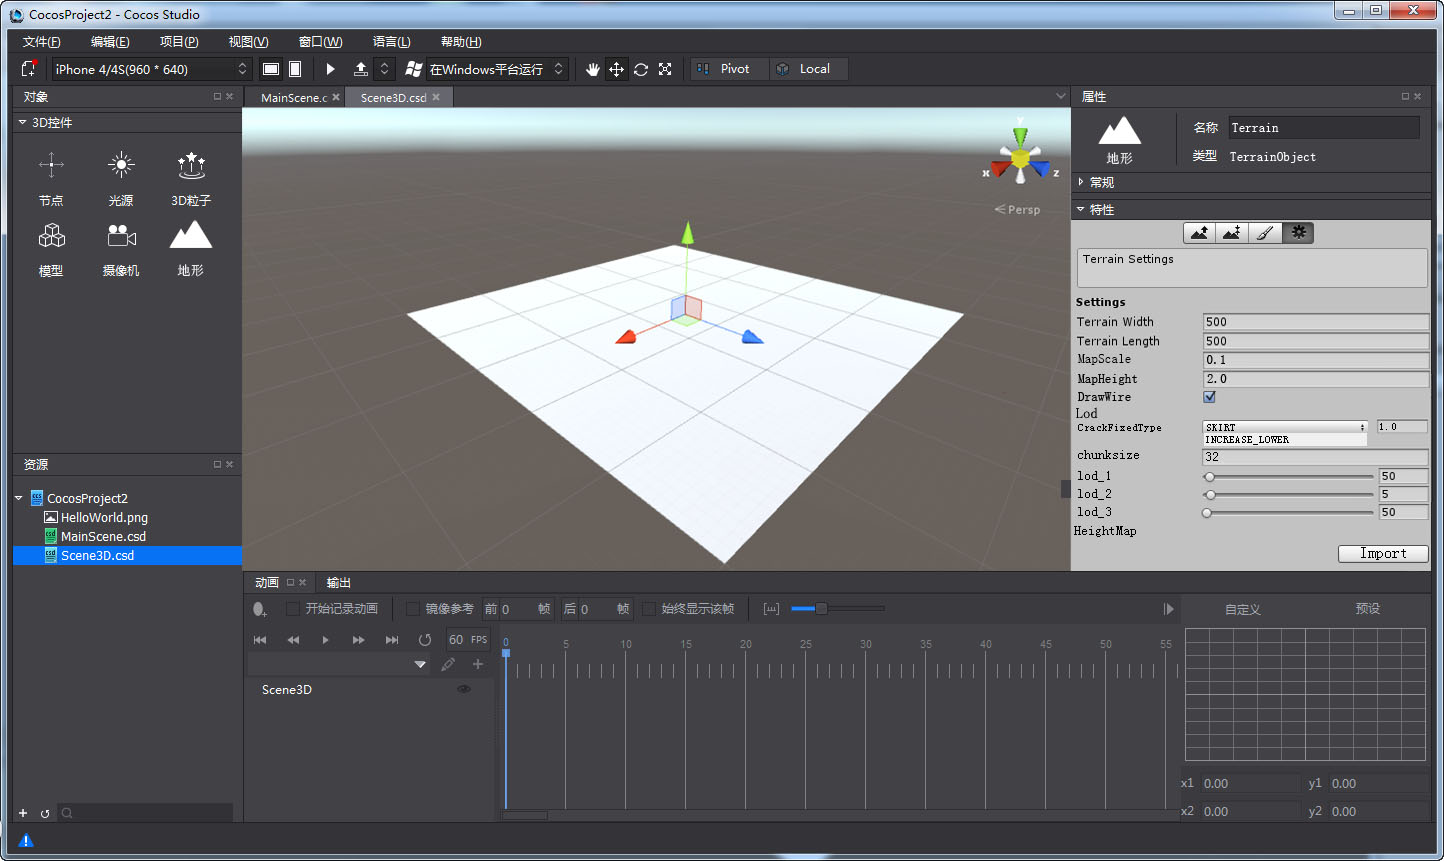 CocosProject2 - Cocos Studio
文件(F) 编辑(E) 项目(P) 视图(V) 窗口(W) 语言(L) 帮助(H)
iPhone 4/4S(960 * 640) 在Windows平台运行 Pivot Local
对象
3D控件
节点 光源 3D粒子
模型 摄像机 地形
资源
CocosProject2
HelloWorld.png
MainScene.csd
Scene3D.csd
MainScene.c Scene3D.csd
y
x z
Persp
属性
地形
名称 Terrain
类型 TerrainObject
常规
特性
Terrain Settings
Settings
Terrain Width 500
Terrain Length 500
MapScale 0.1
MapHeight 2.0
DrawWire
Lod
CrackFixedType SKIRT 1.0
INCREASE_LOWER
chunksize 32
lod_1 50
lod_2 5
lod_3 50
HeightMap
Import
动画 输出
开始记录动画 镜像参考 前 0 帧 后 0 帧 始终显示该帧
60 FPS
0 5 10 15 20 25 30 35 40 45 50 55
Scene3D
自定义 预设
x1 0.00 y1 0.00
x2 0.00 y2 0.00